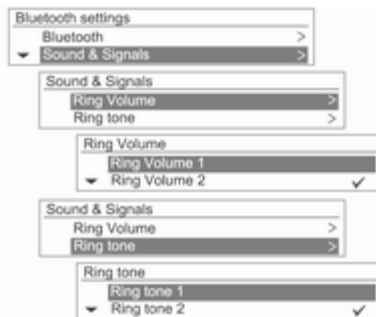 Bluetooth settings
Bluetooth >
Sound & Signals >
Sound & Signals
Ring Volume >
Ring tone >
Ring Volume
Ring Volume 1
Ring Volume 2 ✓
Sound & Signals
Ring Volume >
Ring tone >
Ring tone
Ring tone 1
Ring tone 2 ✓